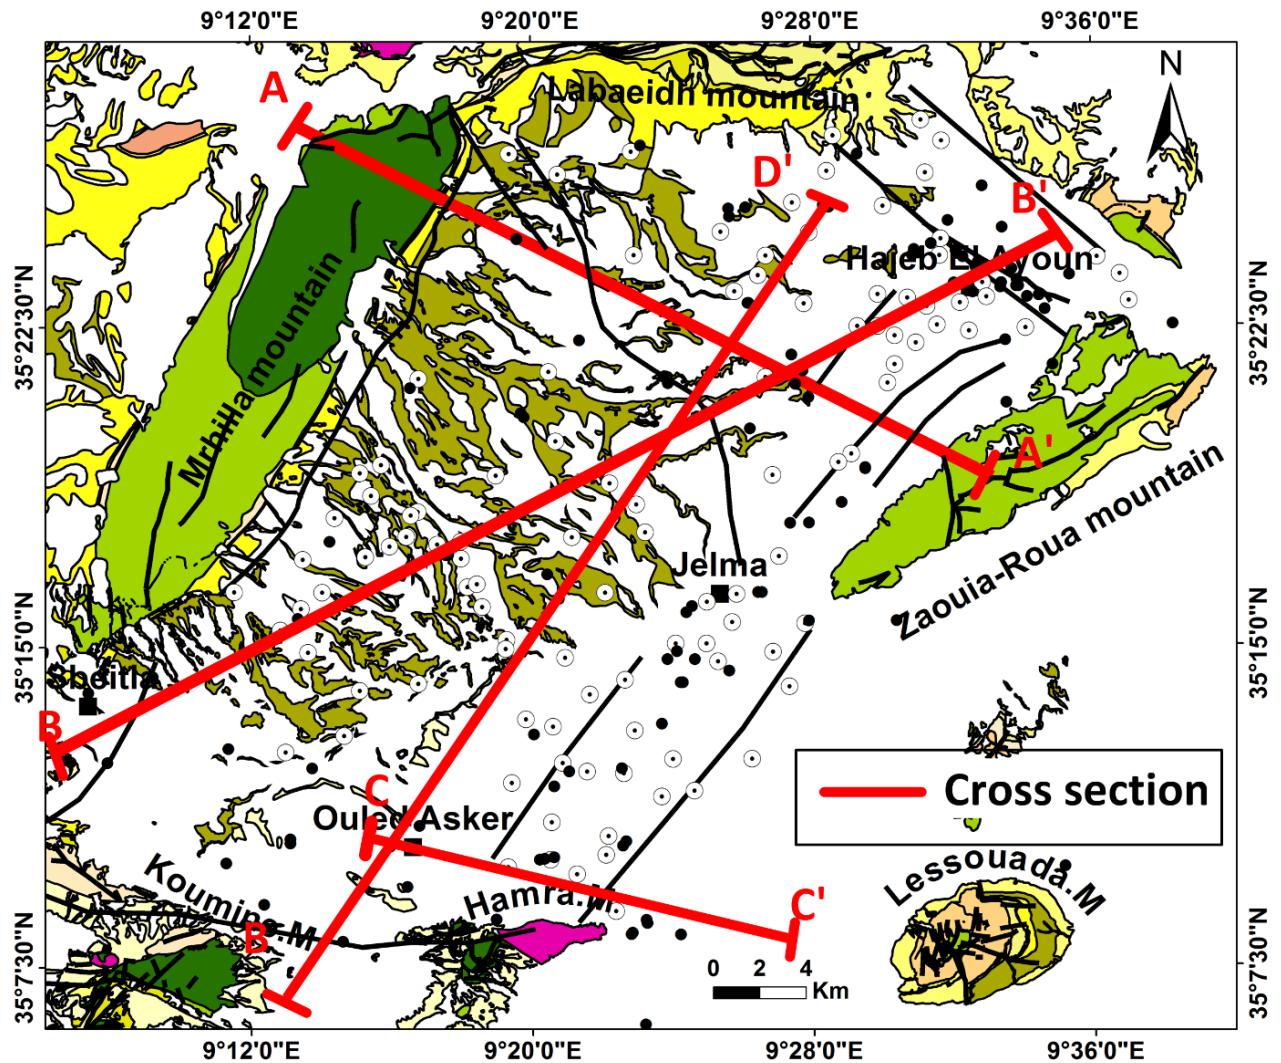 9°12'0"E 9°20'0"E 9°28'0"E 9°36'0"E
N
A
Labaeidh mountain
D'
B'
Hajeb El Ayoun
35°22'30"N
35°22'30"N
Mrhilla mountain
A'
Zaouia-Roua mountain
Jelma
35°15'0"N
35°15'0"N
Sbeitla
B
Cross section
C
Ouled Asker
Koumine.M
Hamra.M
Lessouada.M
C'
B
35°7'30"N
35°7'30"N
0 2 4
Km
9°12'0"E 9°20'0"E 9°28'0"E 9°36'0"E